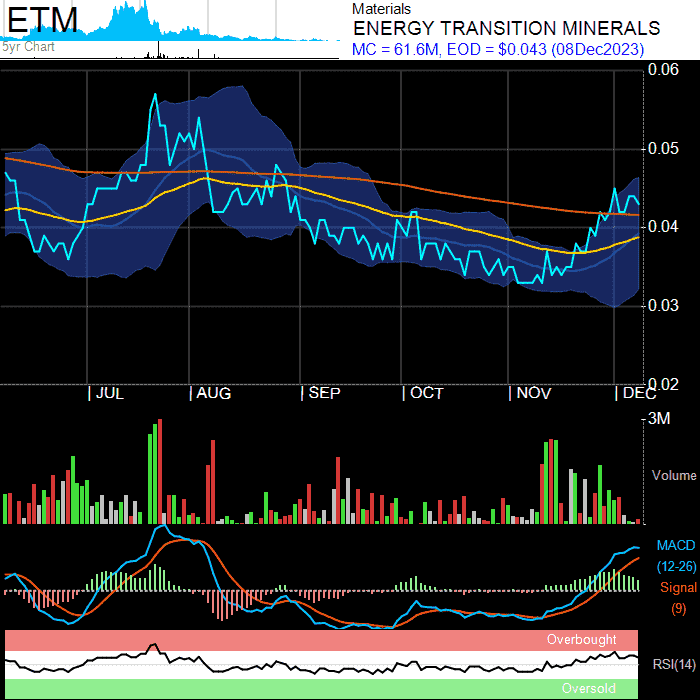 ETM
5yr Chart
Materials
ENERGY TRANSITION MINERALS
MC = 61.6M, EOD = $0.043 (08Dec2023)
0.06
0.05
0.04
0.03
0.02
JUL
AUG
SEP
OCT
NOV
DEC
3M
Volume
MACD
(12-26)
Signal
(9)
Overbought
RSI(14)
Oversold